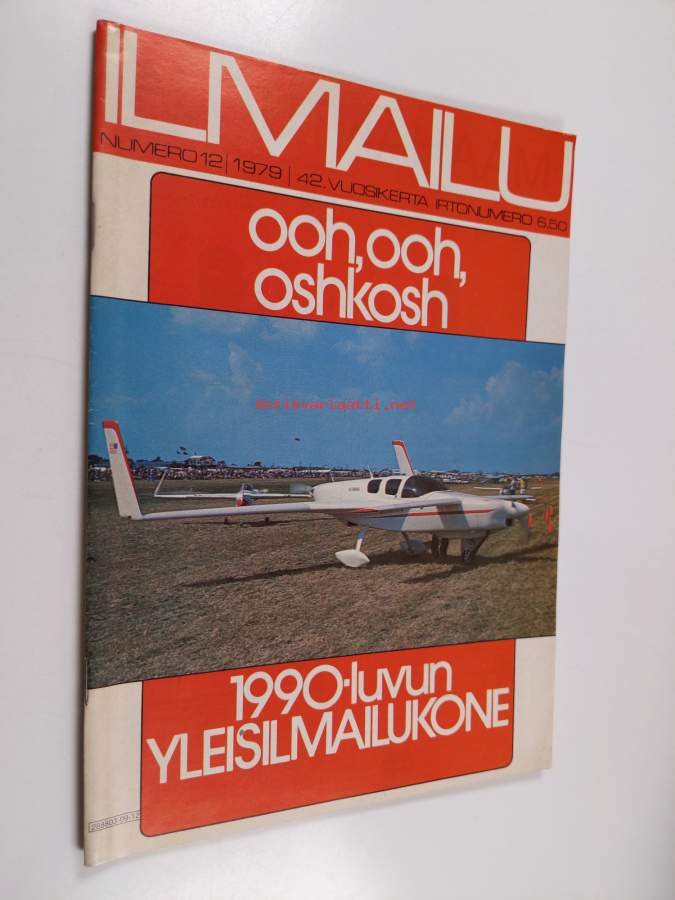 ILMAILU
NUMERO 12 | 1979 | 42. VUOSIKERTA IRTONUMERO 6,50
ooh, ooh,
oshkosh
Antikvariaatti.net
1990-luvun
YLEISILMAILUKONE